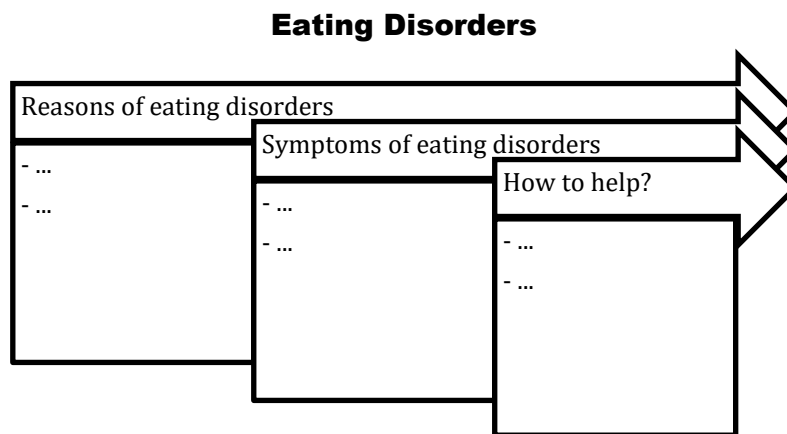 Eating Disorders
Reasons of eating disorders
- ...
- ...
Symptoms of eating disorders
- ...
- ...
How to help?
- ...
- ...